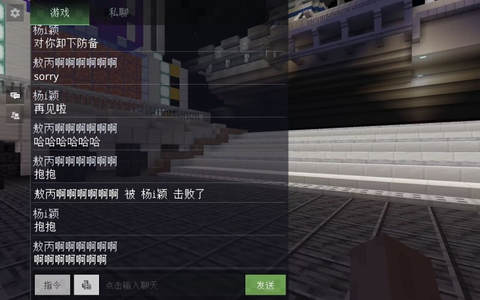 游戏 私聊
杨i颖
对你卸下防备
敖丙啊啊啊啊啊啊
sorry
杨i颖
再见啦
敖丙啊啊啊啊啊啊
哈哈哈哈哈哈
敖丙啊啊啊啊啊啊
抱抱
敖丙啊啊啊啊啊啊 被 杨i颖 击败了
杨i颖
抱抱
敖丙啊啊啊啊啊啊
啊啊啊啊啊啊啊
指令 点击输入聊天 发送